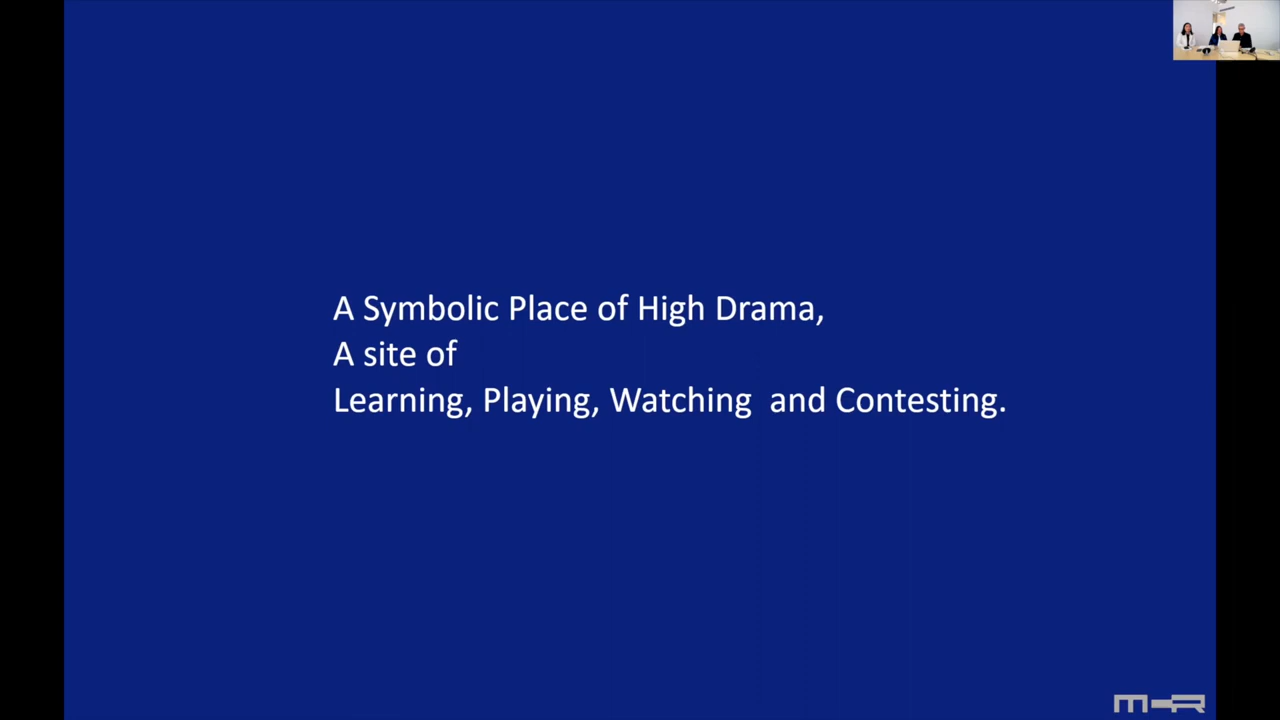 A Symbolic Place of High Drama,
A site of
Learning, Playing, Watching  and Contesting.
M-R